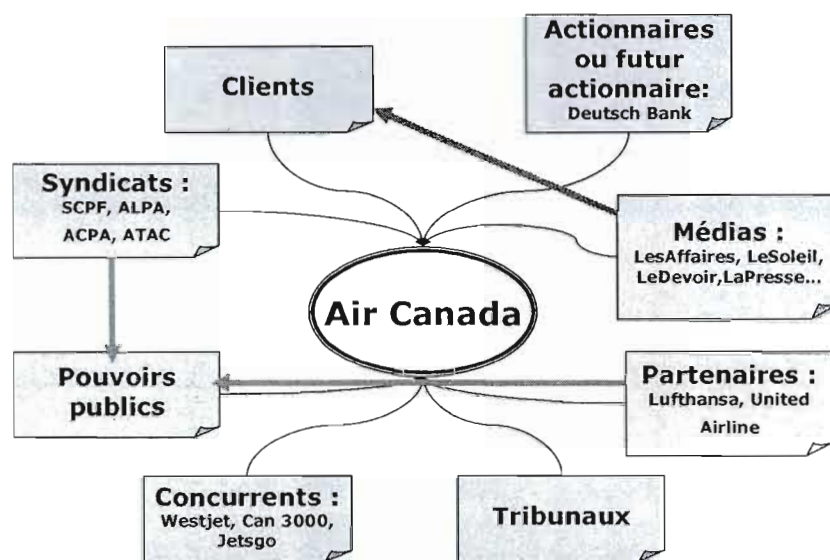 Clients
Actionnaires
ou futur
actionnaire:
Deutsch Bank
Syndicats :
SCPF, ALPA,
ACPA, ATAC
Médias :
LesAffaires, LeSoleil,
LeDevoir,LaPresse...
Air Canada
Pouvoirs
publics
Partenaires :
Lufthansa, United
Airline
Concurrents :
Westjet, Can 3000,
Jetsgo
Tribunaux